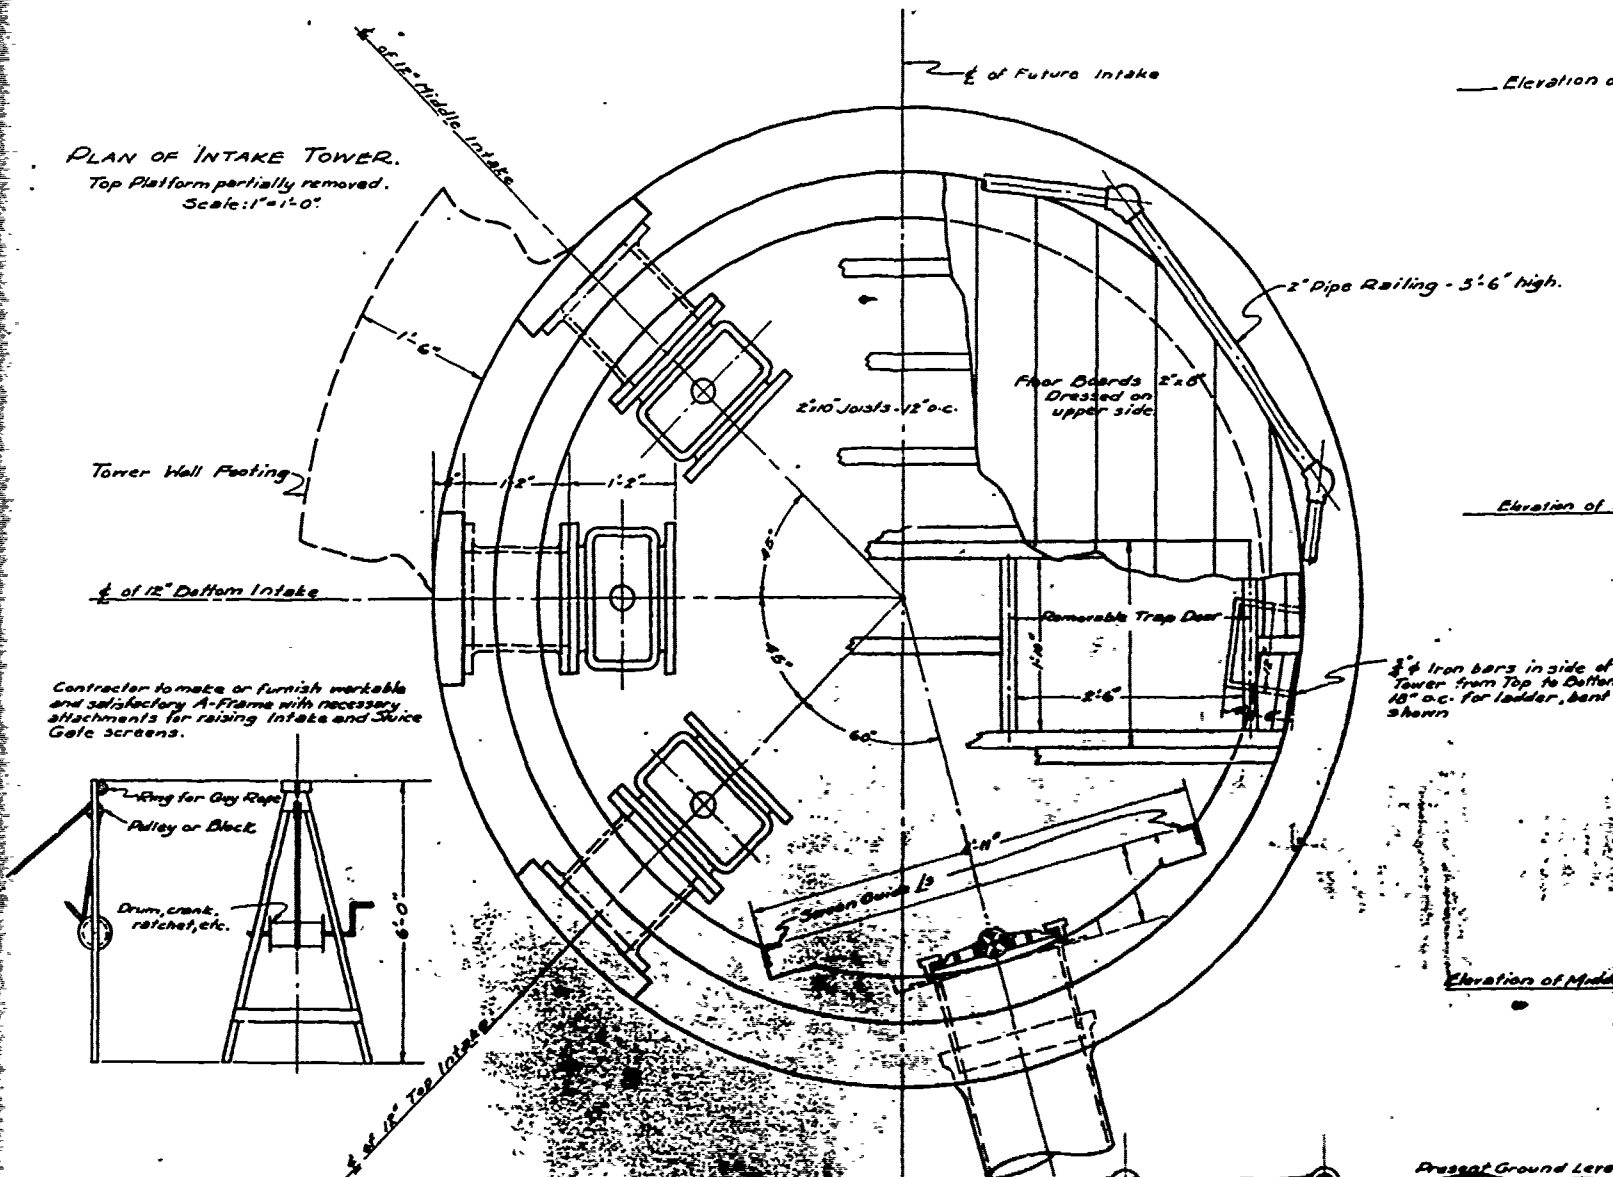 ℄ of 12" Middle Intake
℄ of Future Intake
Elevation o
PLAN OF INTAKE TOWER.
Top Platform partially removed.
Scale: 1"=1'-0".
1'-6"
2" Pipe Railing - 3'-6" high.
Floor Boards 2"x8"
Dressed on
upper side
2"x10" Joists - 12" o.c.
Tower Wall Footing
1'-2"
1'-2"
Elevation of
45°
℄ of 12" Bottom Intake
Removable Trap Door
45°
1'-10"
12"
2'-6"
6"
Iron bars in side of
Tower from Top to Bottom
18" o.c. for ladder, bent
shown
60°
Contractor to make or furnish workable
and satisfactory A-Frame with necessary
attachments for raising Intake and Sluice
Gate screens.
Ring for Guy Rope
Pulley or Block
Drum, crank,
ratchet, etc.
6'-0"
Screen Guide Ls
Elevation of Midd
℄ of 12" Top Intake
Present Ground Leve